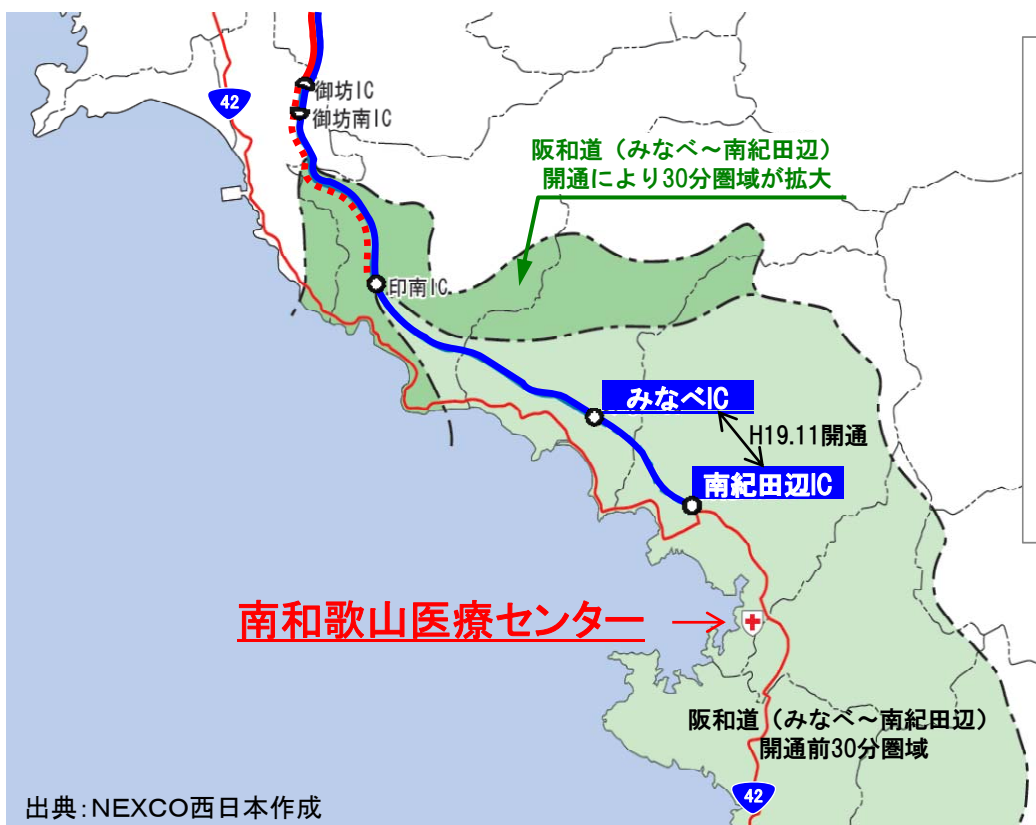 御坊IC
42
御坊南IC
阪和道（みなべ～南紀田辺）
開通により30分圏域が拡大
印南IC
みなべIC
H19.11開通
南紀田辺IC
南和歌山医療センター
阪和道（みなべ～南紀田辺）
開通前30分圏域
42
出典：NEXCO西日本作成